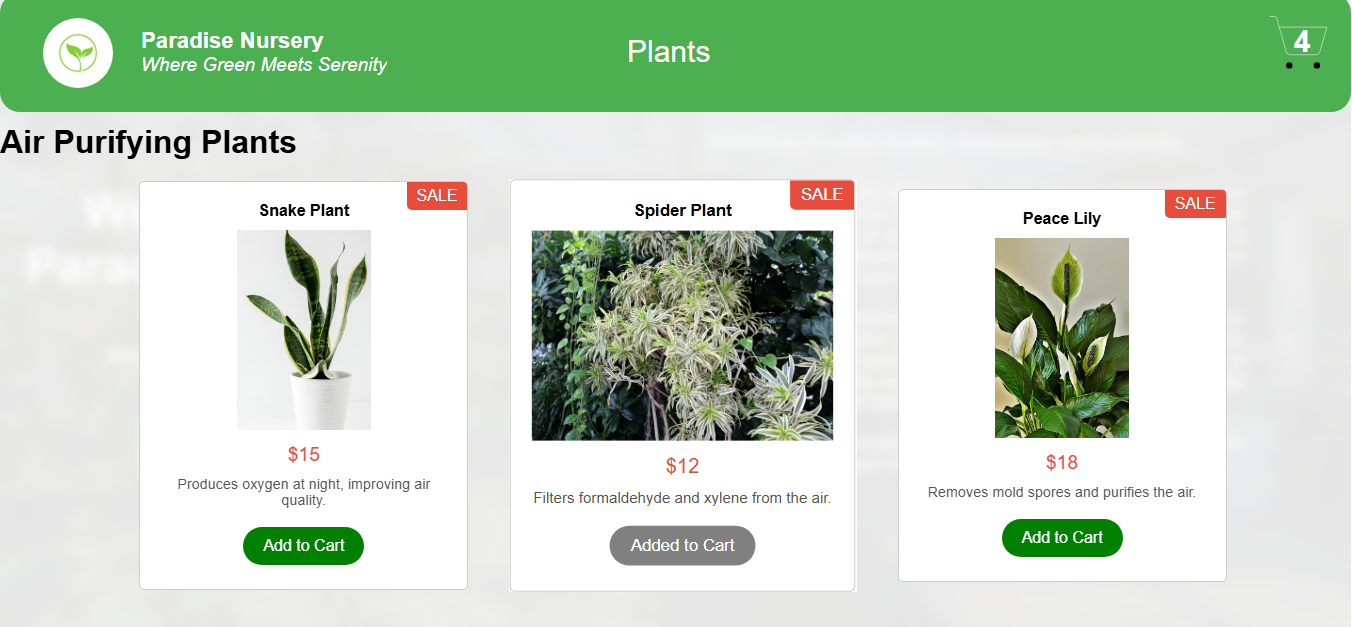 Paradise Nursery
Where Green Meets Serenity
Plants
4
Air Purifying Plants
SALE
Snake Plant
$15
Produces oxygen at night, improving air
quality.
Add to Cart
SALE
Spider Plant
$12
Filters formaldehyde and xylene from the air.
Added to Cart
SALE
Peace Lily
$18
Removes mold spores and purifies the air.
Add to Cart